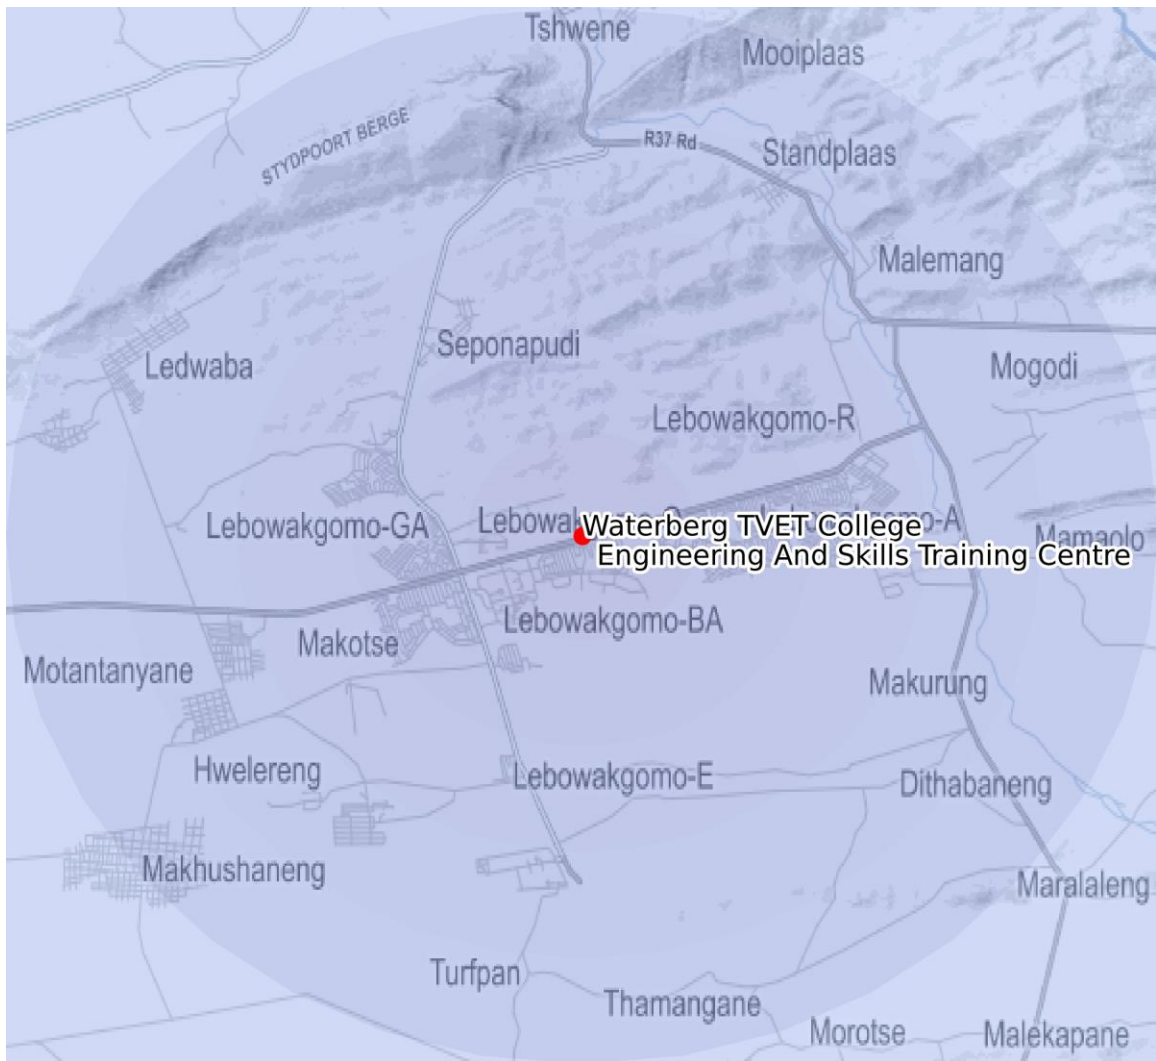 Tshwene
Mooiplaas
STYDPOORT BERGE
R37 Rd
Standplaas
Malemang
Seponapudi
Ledwaba
Mogodi
Lebowakgomo-R
Lebowakgomo-GA
Waterberg TVET College
Engineering And Skills Training Centre
Mamaolo
Lebowakgomo-BA
Makotse
Motantanyane
Makurung
Hwelereng
Lebowakgomo-E
Dithabaneng
Makhushaneng
Maralaleng
Turfpan
Thamangane
Morotse
Malekapane